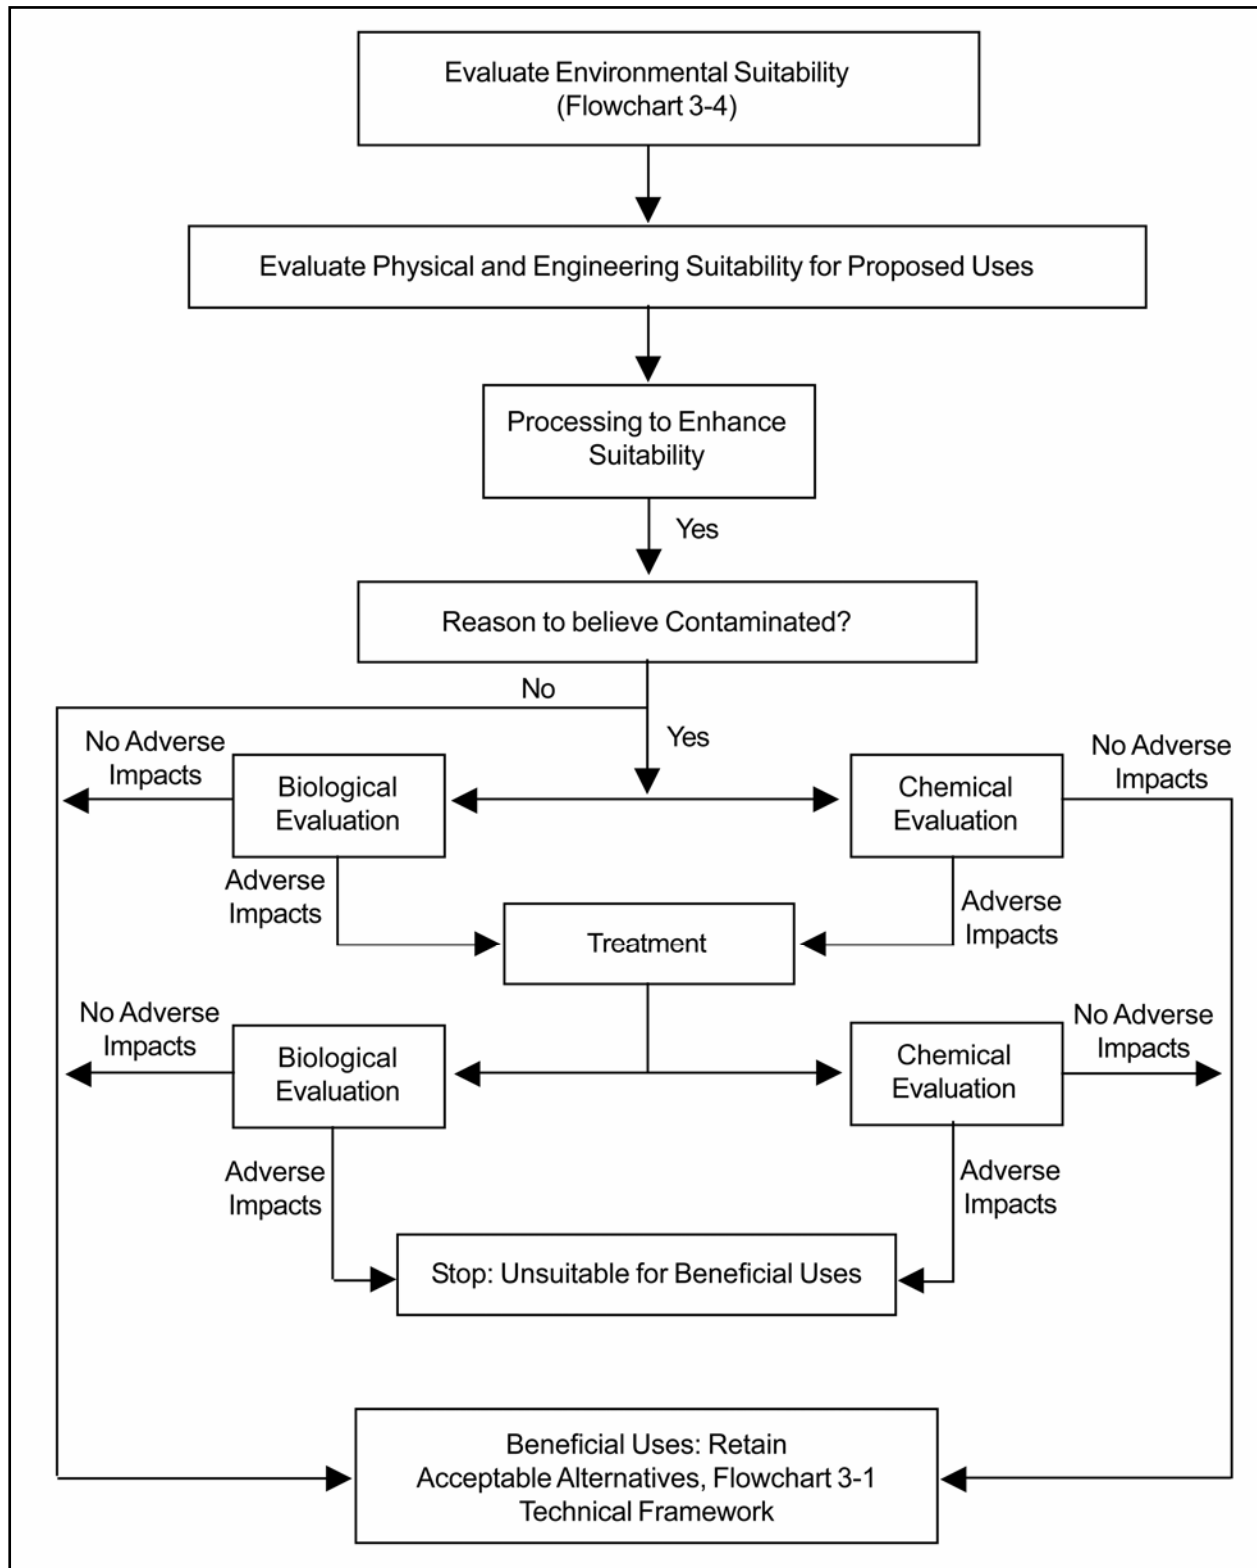 Evaluate Environmental Suitability
(Flowchart 3-4)
Evaluate Physical and Engineering Suitability for Proposed Uses
Processing to Enhance
Suitability
Yes
Reason to believe Contaminated?
No
Yes
No Adverse
Impacts
Biological
Evaluation
Chemical
Evaluation
No Adverse
Impacts
Adverse
Impacts
Treatment
Adverse
Impacts
No Adverse
Impacts
Biological
Evaluation
Chemical
Evaluation
No Adverse
Impacts
Adverse
Impacts
Adverse
Impacts
Stop: Unsuitable for Beneficial Uses
Beneficial Uses: Retain
Acceptable Alternatives, Flowchart 3-1
Technical Framework